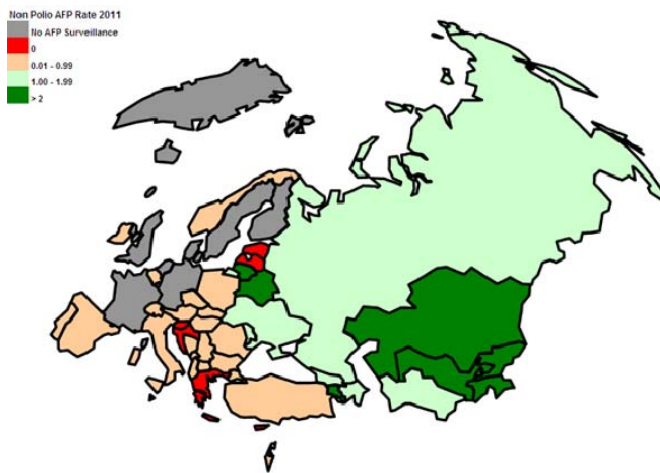 Non Polio AFP Rate 2011
No AFP Surveillance
0
0.01 - 0.99
1.00 - 1.99
> 2